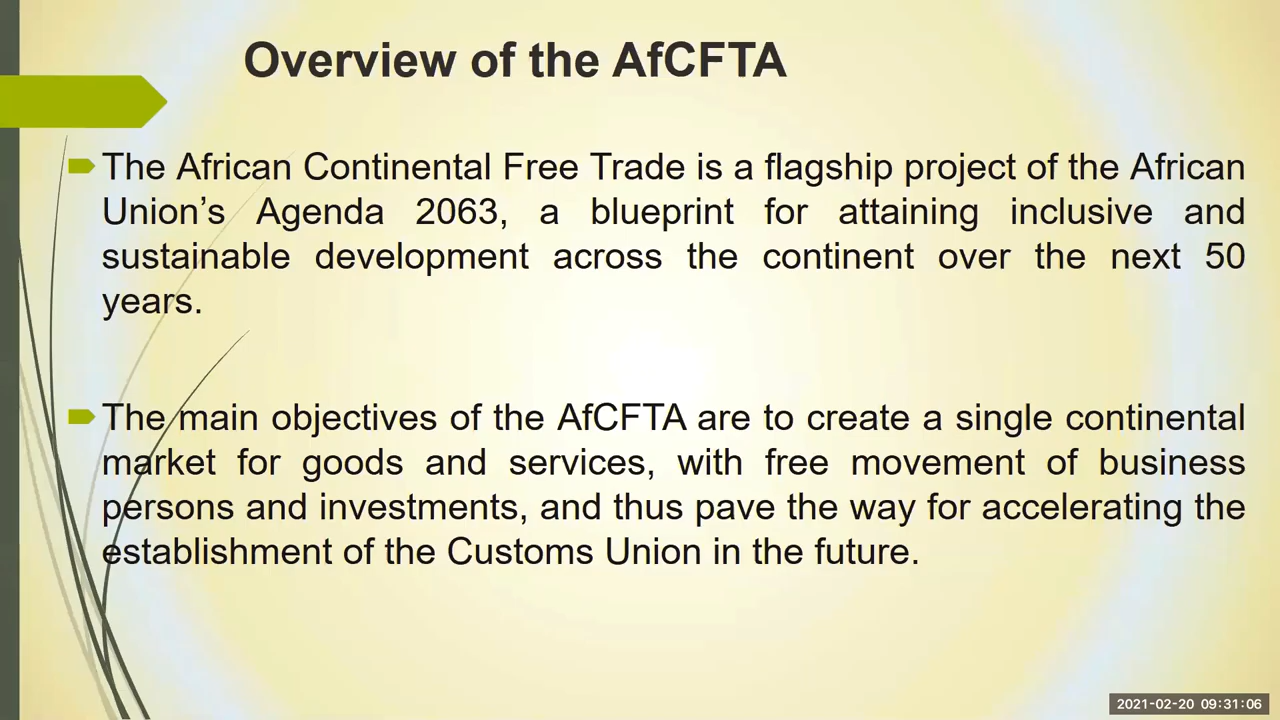 Overview of the AfCFTA
The African Continental Free Trade is a flagship project of the African
Union’s Agenda 2063, a blueprint for attaining inclusive and
sustainable development across the continent over the next 50
years.
The main objectives of the AfCFTA are to create a single continental
market for goods and services, with free movement of business
persons and investments, and thus pave the way for accelerating the
establishment of the Customs Union in the future.
2021-02-20 09:31:06